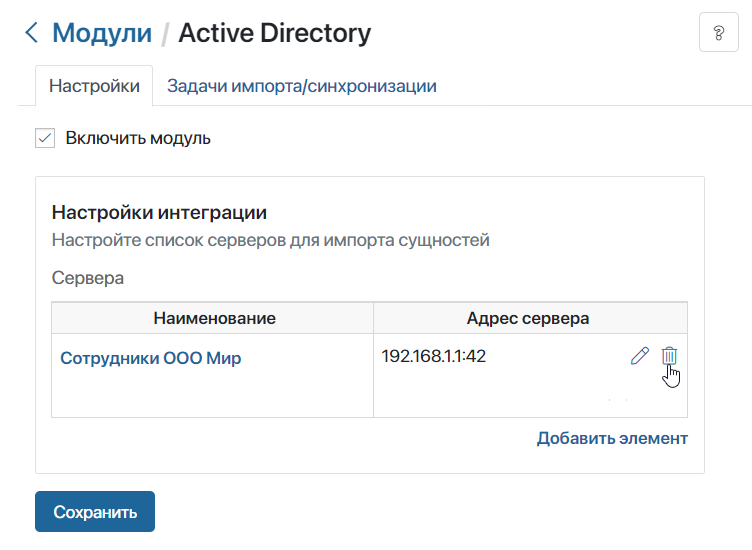 Модули / Active Directory
?
Настройки Задачи импорта/синхронизации
Включить модуль
Настройки интеграции
Настройте список серверов для импорта сущностей
Сервера
Наименование Адрес сервера
Сотрудники ООО Мир 192.168.1.1:42
Добавить элемент
Сохранить